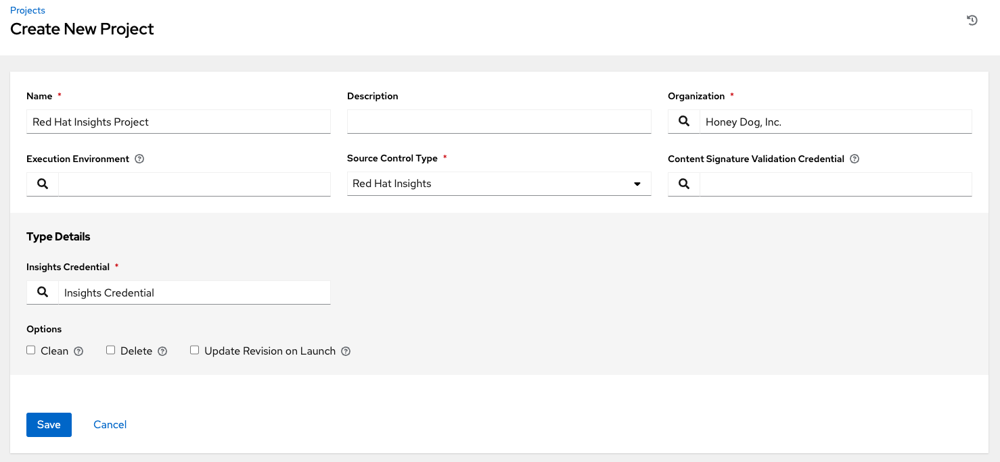 Projects
Create New Project
Name *
Description
Organization *
Red Hat Insights Project
Honey Dog, Inc.
Execution Environment
Source Control Type *
Content Signature Validation Credential
Red Hat Insights
Type Details
Insights Credential *
Insights Credential
Options
Clean
Delete
Update Revision on Launch
Save
Cancel